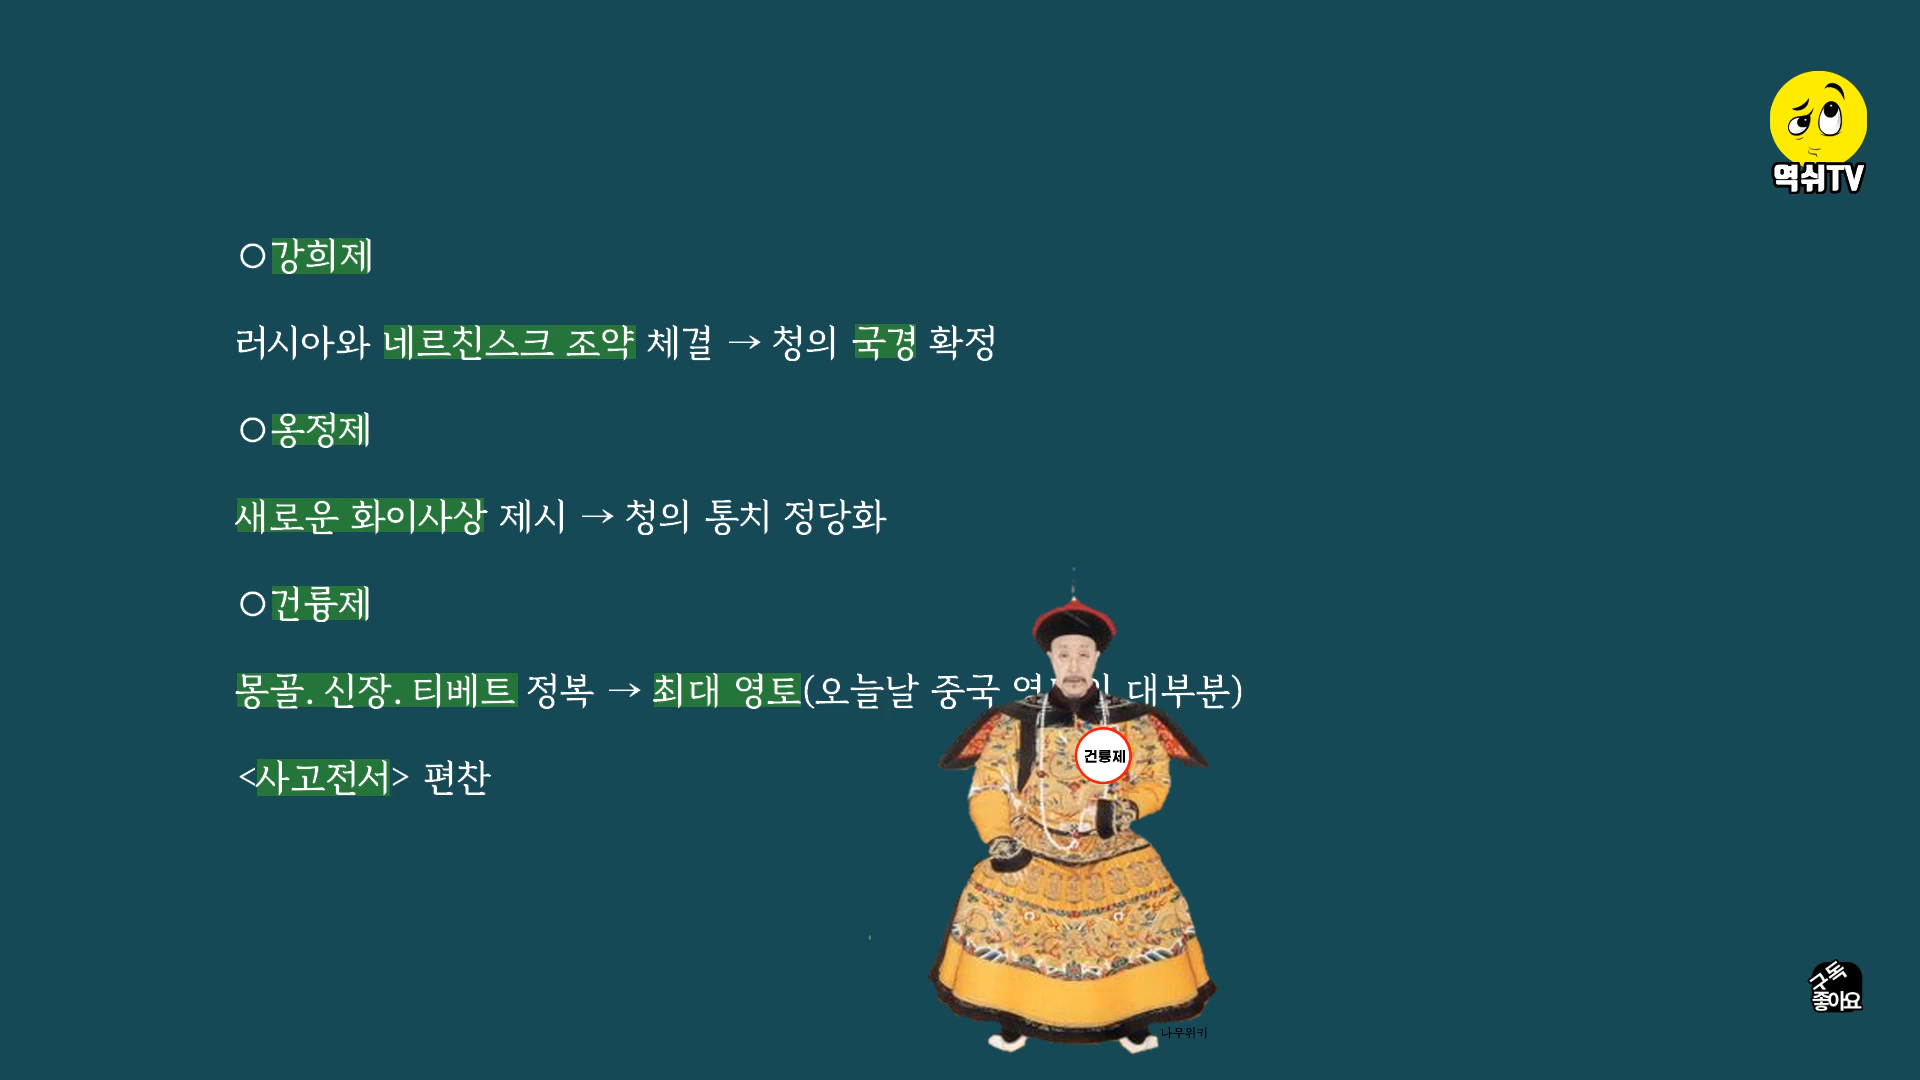 역쉬TV
○강희제
러시아와 네르친스크 조약 체결 → 청의 국경 확정
○옹정제
새로운 화이사상 제시 → 청의 통치 정당화
○건륭제
몽골. 신장. 티베트 정복 → 최대 영토(오늘날 중국 대부분)
건륭제
<사고전서> 편찬
구독
좋아요
나무위키